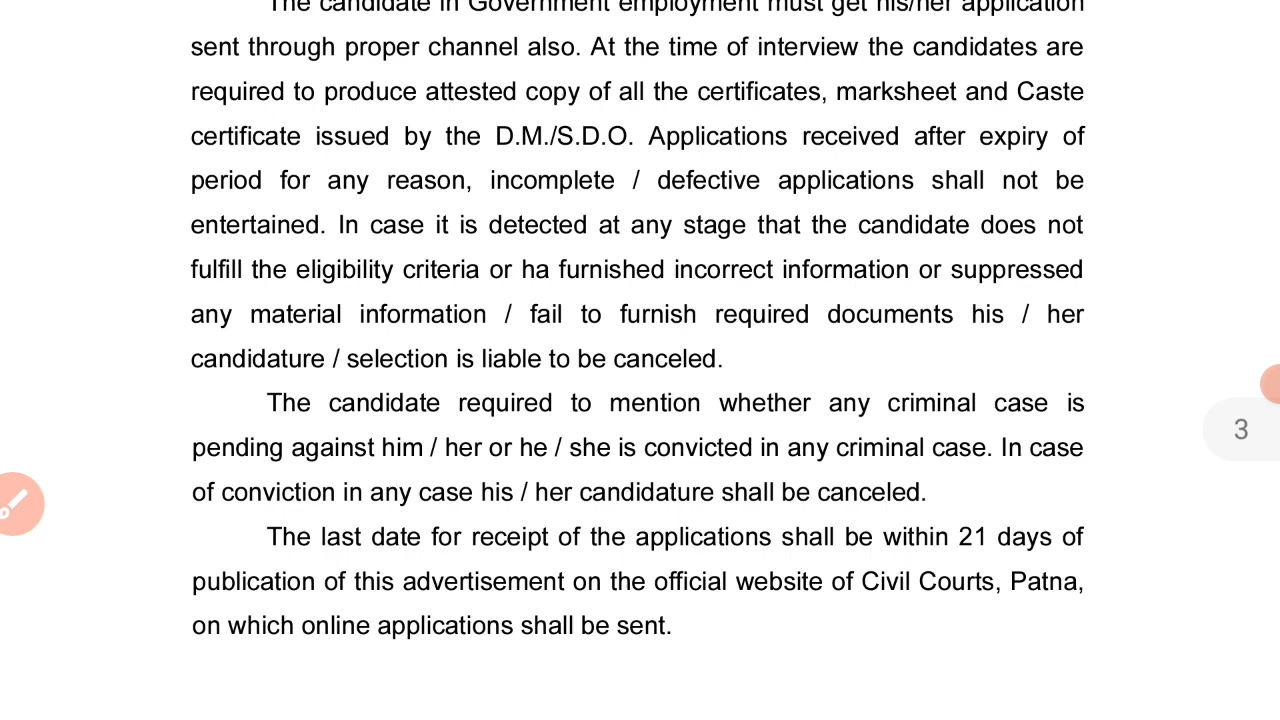 The candidate in Government employment must get his/her application
sent through proper channel also. At the time of interview the candidates are
required to produce attested copy of all the certificates, marksheet and Caste
certificate issued by the D.M./S.D.O. Applications received after expiry of
period for any reason, incomplete / defective applications shall not be
entertained. In case it is detected at any stage that the candidate does not
fulfill the eligibility criteria or ha furnished incorrect information or suppressed
any material information / fail to furnish required documents his / her
candidature / selection is liable to be canceled.
The candidate required to mention whether any criminal case is
pending against him / her or he / she is convicted in any criminal case. In case
of conviction in any case his / her candidature shall be canceled.
The last date for receipt of the applications shall be within 21 days of
publication of this advertisement on the official website of Civil Courts, Patna,
on which online applications shall be sent.
3